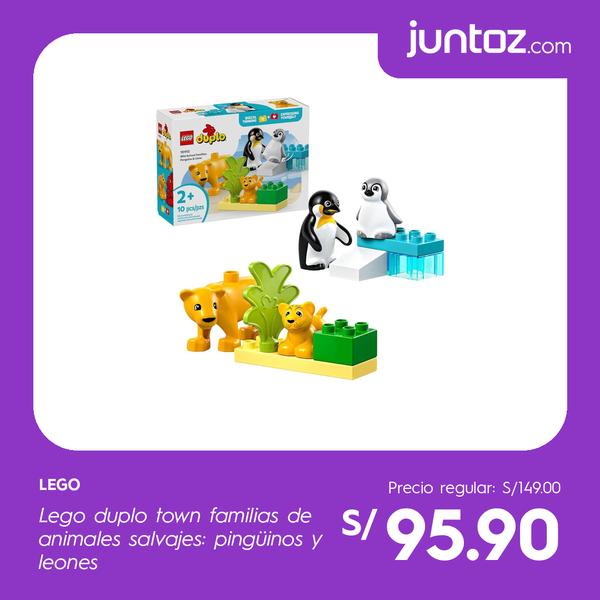 juntoz.com
LEGO duplo
2+
10 pcs/pzs
LEGO
Precio regular: S/149.00
Lego duplo town familias de
animales salvajes: pingüinos y
leones
S/ 95.90